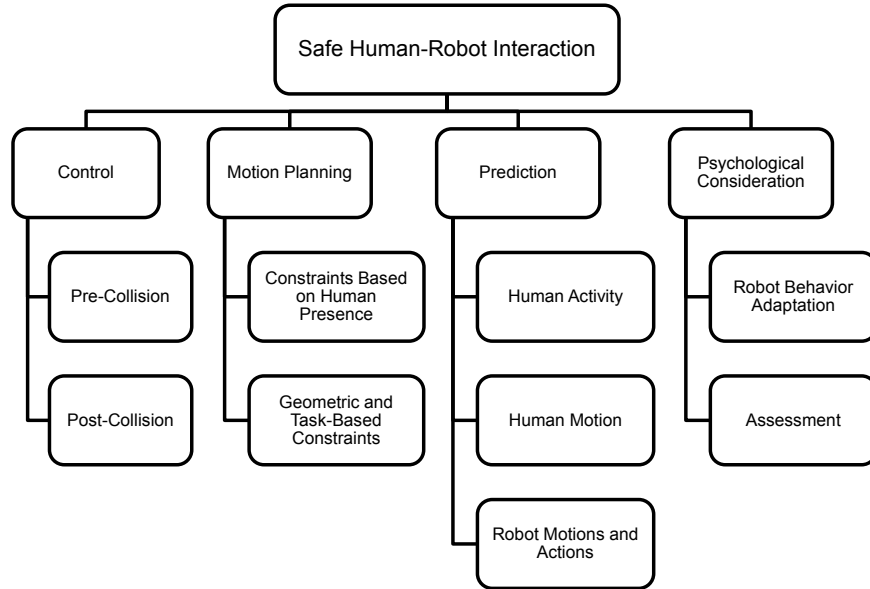 Safe Human-Robot Interaction
Control
Motion Planning
Prediction
Psychological
Consideration
Pre-Collision
Constraints Based
on Human
Presence
Human Activity
Robot Behavior
Adaptation
Post-Collision
Geometric and
Task-Based
Constraints
Human Motion
Assessment
Robot Motions and
Actions